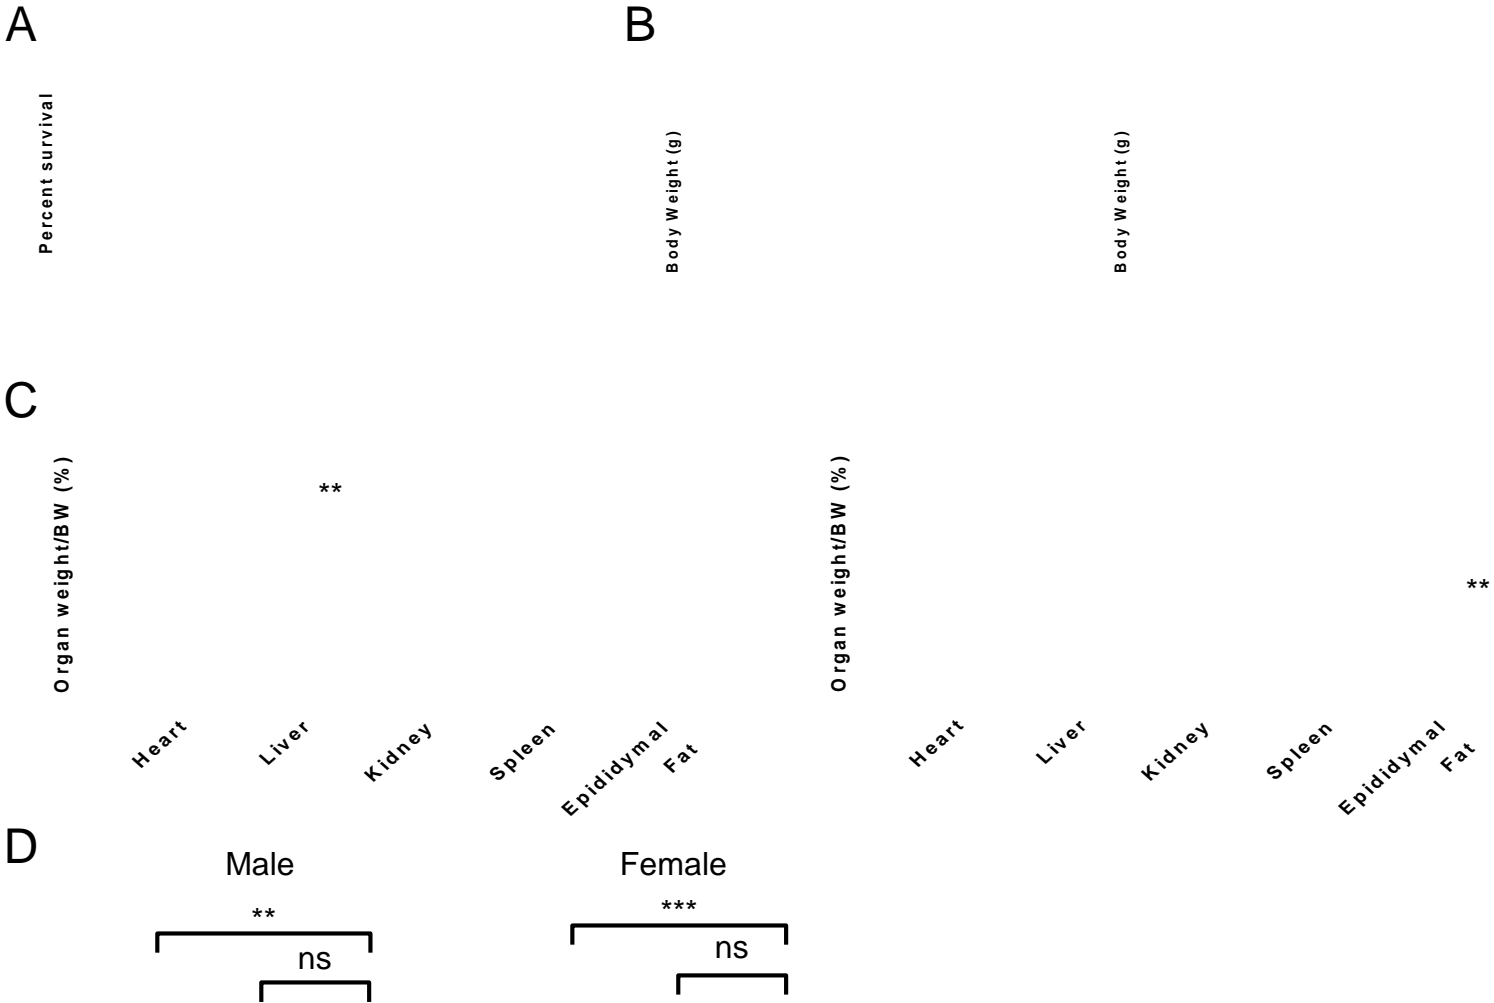 A
B
Percent survival
Body Weight (g)
Body Weight (g)
C
Organ weight/BW (%)
**
Heart
Liver
Kidney
Spleen
Epididymal
Fat
Organ weight/BW (%)
**
Heart
Liver
Kidney
Spleen
Epididymal
Fat
D
Male
**
ns
Female
***
ns